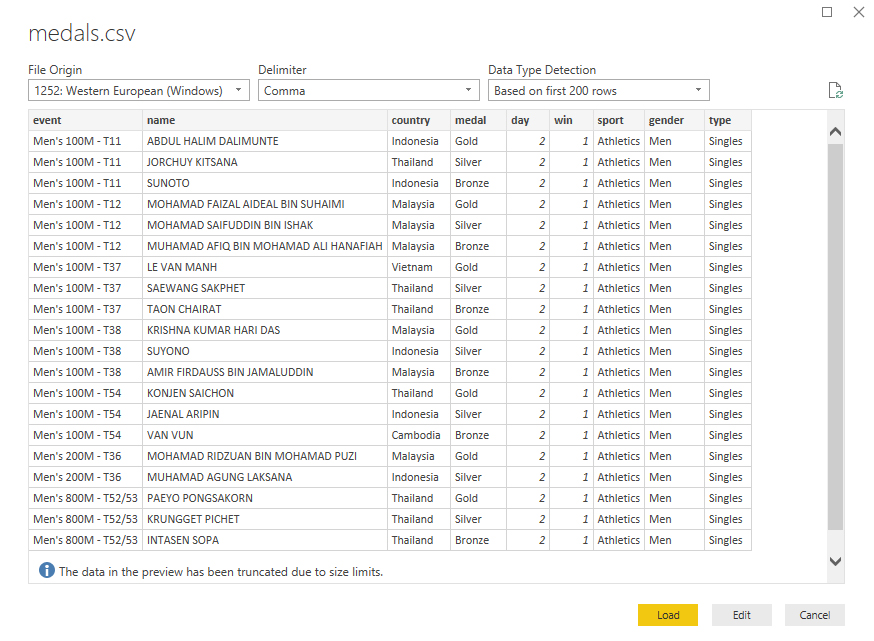 medals.csv
File Origin Delimiter Data Type Detection
1252: Western European (Windows) Comma Based on first 200 rows
event name country medal day win sport gender type
Men's 100M - T11 ABDUL HALIM DALIMUNTE Indonesia Gold 2 1 Athletics Men Singles
Men's 100M - T11 JORCHUY KITSANA Thailand Silver 2 1 Athletics Men Singles
Men's 100M - T11 SUNOTO Indonesia Bronze 2 1 Athletics Men Singles
Men's 100M - T12 MOHAMAD FAIZAL AIDEAL BIN SUHAIMI Malaysia Gold 2 1 Athletics Men Singles
Men's 100M - T12 MOHAMAD SAIFUDDIN BIN ISHAK Malaysia Silver 2 1 Athletics Men Singles
Men's 100M - T12 MUHAMAD AFIQ BIN MOHAMAD ALI HANAFIAH Malaysia Bronze 2 1 Athletics Men Singles
Men's 100M - T37 LE VAN MANH Vietnam Gold 2 1 Athletics Men Singles
Men's 100M - T37 SAEWANG SAKPHET Thailand Silver 2 1 Athletics Men Singles
Men's 100M - T37 TAON CHAIRAT Thailand Bronze 2 1 Athletics Men Singles
Men's 100M - T38 KRISHNA KUMAR HARI DAS Malaysia Gold 2 1 Athletics Men Singles
Men's 100M - T38 SUYONO Indonesia Silver 2 1 Athletics Men Singles
Men's 100M - T38 AMIR FIRDAUSS BIN JAMALUDDIN Malaysia Bronze 2 1 Athletics Men Singles
Men's 100M - T54 KONJEN SAICHON Thailand Gold 2 1 Athletics Men Singles
Men's 100M - T54 JAENAL ARIPIN Indonesia Silver 2 1 Athletics Men Singles
Men's 100M - T54 VAN VUN Cambodia Bronze 2 1 Athletics Men Singles
Men's 200M - T36 MOHAMAD RIDZUAN BIN MOHAMAD PUZI Malaysia Gold 2 1 Athletics Men Singles
Men's 200M - T36 MUHAMAD AGUNG LAKSANA Indonesia Silver 2 1 Athletics Men Singles
Men's 800M - T52/53 PAEYO PONGSAKORN Thailand Gold 2 1 Athletics Men Singles
Men's 800M - T52/53 KRUNGGET PICHET Thailand Silver 2 1 Athletics Men Singles
Men's 800M - T52/53 INTASEN SOPA Thailand Bronze 2 1 Athletics Men Singles
The data in the preview has been truncated due to size limits.
Load Edit Cancel